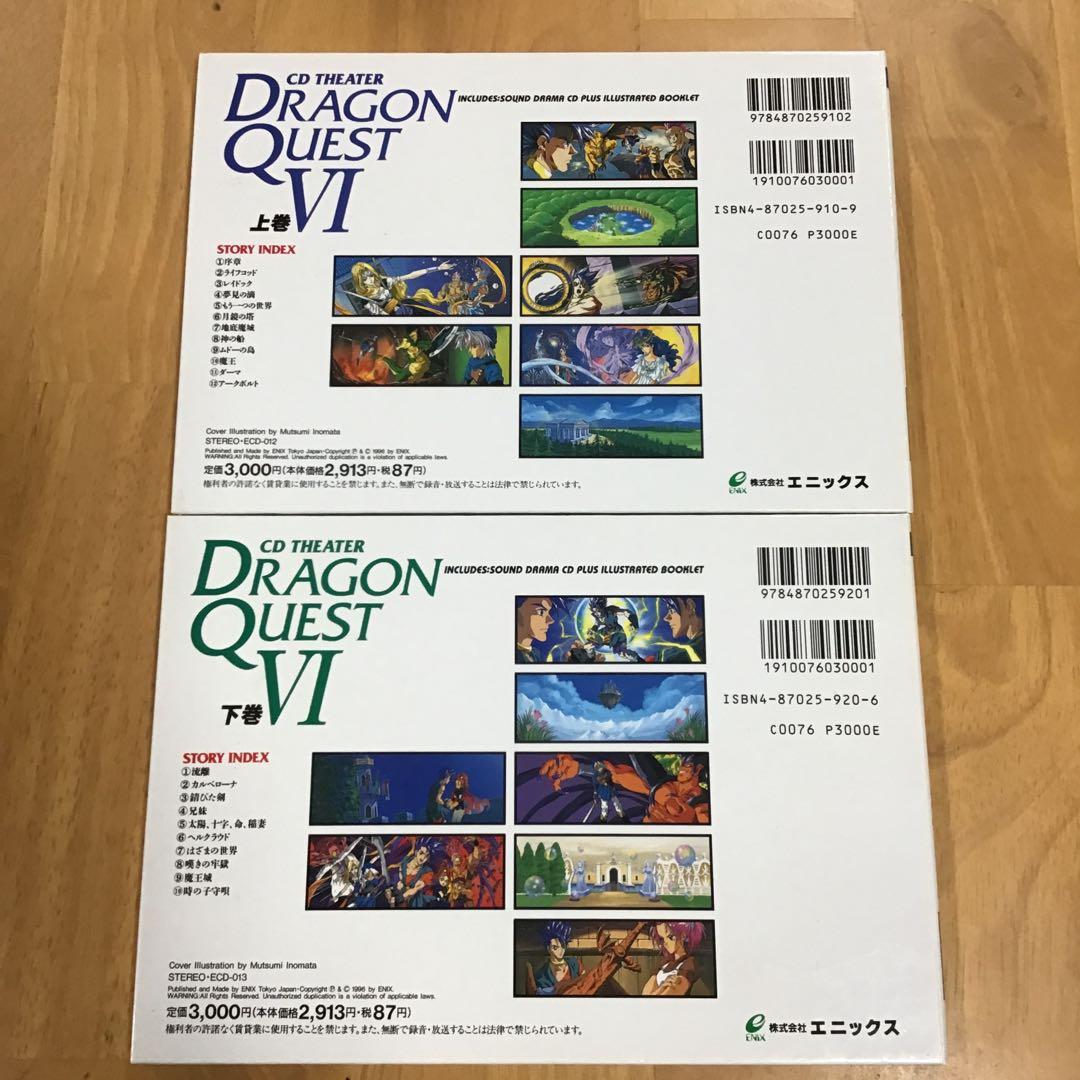 CD THEATER
DRAGON
QUEST
VI
上巻
INCLUDES:SOUND DRAMA CD PLUS ILLUSTRATED BOOKLET
9784870259102
1910076030001
ISBN4-87025-910-9
C0076 P3000E
STORY INDEX
①序章
②ライフコッド
③レイドック
④夢見の滴
⑤もう一つの世界
⑥月鏡の塔
⑦地底魔城
⑧神の船
⑨ムドーの島
⑩魔王
⑪ダーマ
⑫アークボルト
Cover Illustration by Mutsumi Inomata
STEREO・ECD-012
Published and Made by ENIX Tokyo Japan・Copyright ℗ & © 1996 by ENIX.
WARNING:All Rights Reserved. Unauthorized duplication is a violation of applicable laws.
定価3,000円(本体価格2,913円・税87円)
権利者の許諾なく賃貸業に使用することを禁じます。また、無断で録音・放送することは法律で禁じられています。
ENIX 株式会社 エニックス
CD THEATER
DRAGON
QUEST
VI
下巻
INCLUDES:SOUND DRAMA CD PLUS ILLUSTRATED BOOKLET
9784870259201
1910076030001
ISBN4-87025-920-6
C0076 P3000E
STORY INDEX
①流離
②カルベローナ
③錆びた剣
④兄妹
⑤太陽、十字、命、稲妻
⑥ヘルクラウド
⑦はざまの世界
⑧嘆きの牢獄
⑨魔王城
⑩時の子守唄
Cover Illustration by Mutsumi Inomata
STEREO・ECD-013
Published and Made by ENIX Tokyo Japan・Copyright ℗ & © 1996 by ENIX.
WARNING:All Rights Reserved. Unauthorized duplication is a violation of applicable laws.
定価3,000円(本体価格2,913円・税87円)
権利者の許諾なく賃貸業に使用することを禁じます。また、無断で録音・放送することは法律で禁じられています。
ENIX 株式会社 エニックス